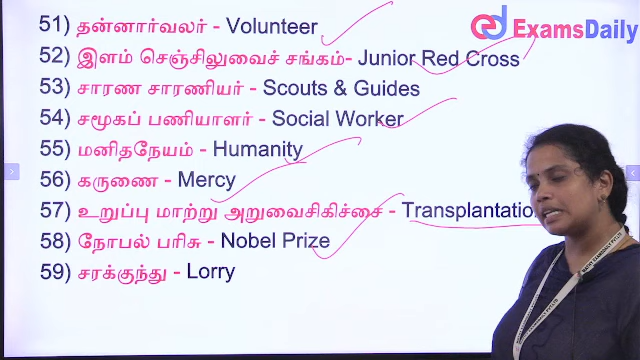 51) தன்னார்வலர் - Volunteer
ExamsDaily
52) இளம் செஞ்சிலுவைச் சங்கம்- Junior Red Cross
53) சாரண சாரணியர் - Scouts & Guides
54) சமூகப் பணியாளர் - Social Worker
55) மனிதநேயம் - Humanity
56) கருணை - Mercy
57) உறுப்பு மாற்று அறுவைசிகிச்சை - Transplantatio
58) நோபல் பரிசு - Nobel Prize
59) சரக்குந்து - Lorry